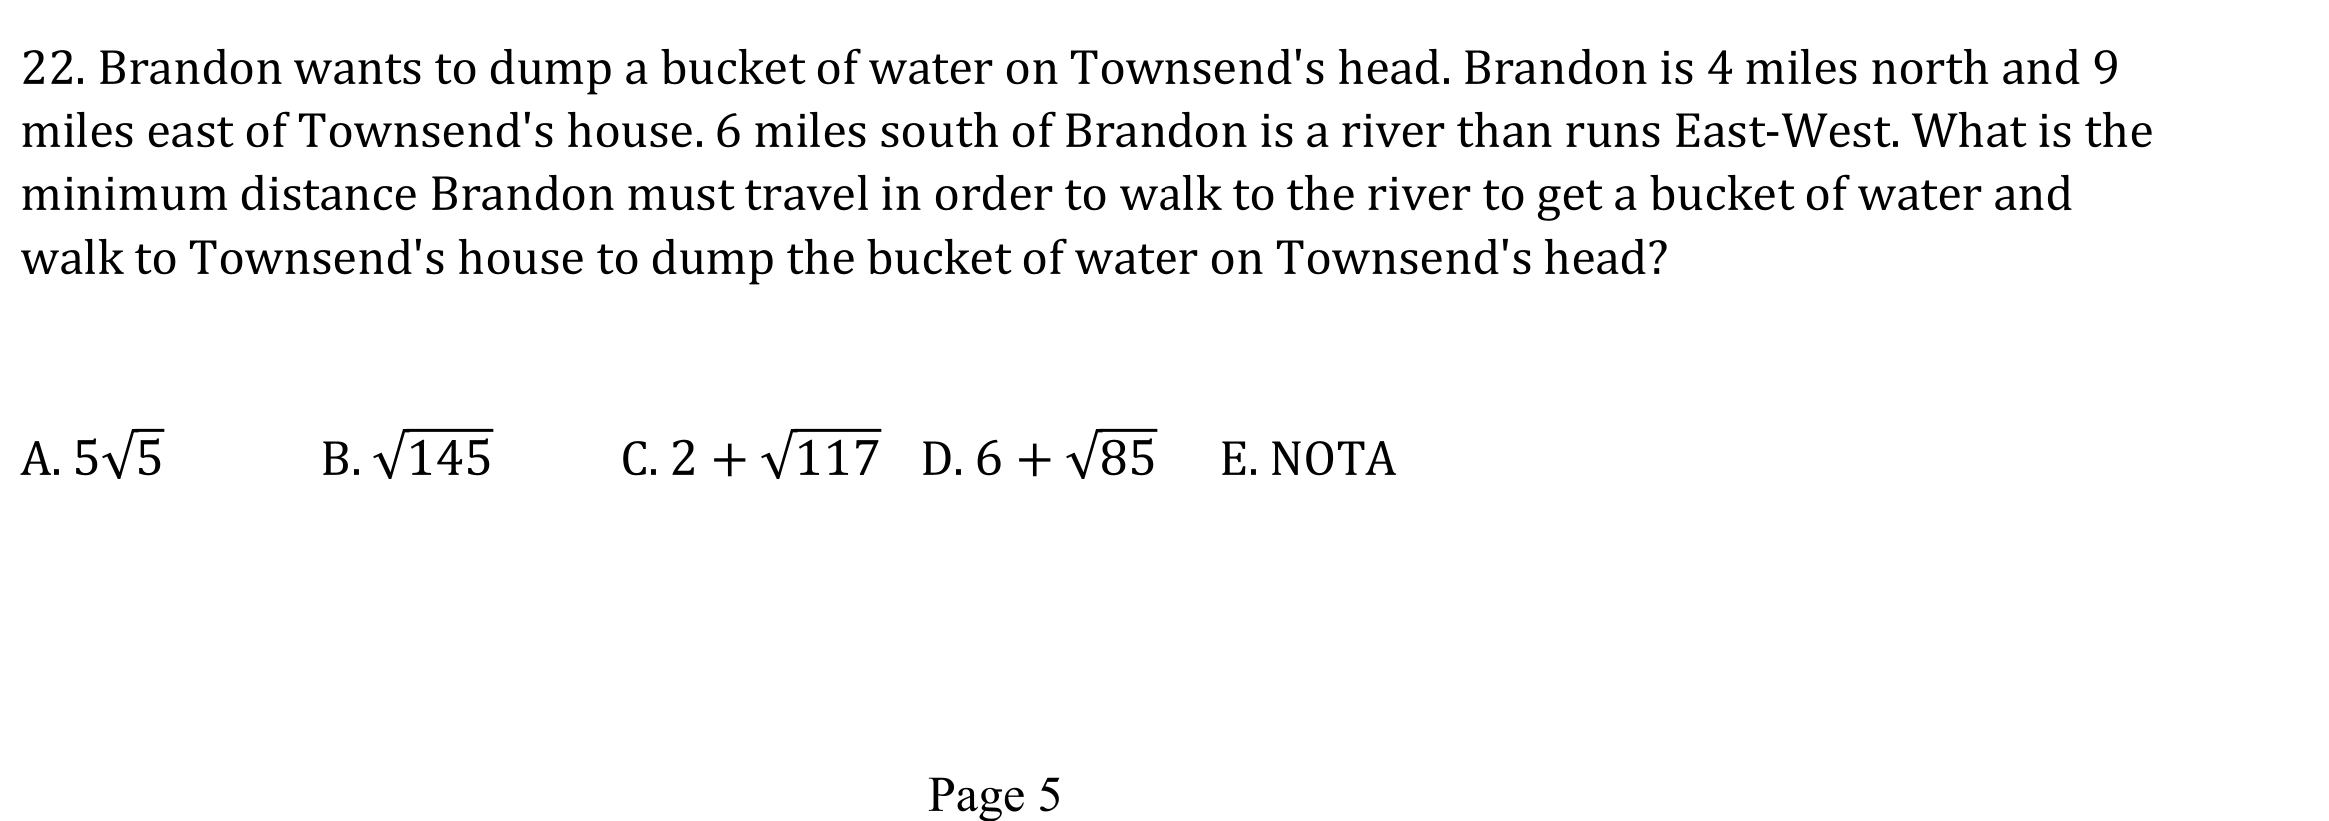 22. Brandon wants to dump a bucket of water on Townsend's head. Brandon is 4 miles north and 9
miles east of Townsend's house. 6 miles south of Brandon is a river than runs East-West. What is the
minimum distance Brandon must travel in order to walk to the river to get a bucket of water and
walk to Townsend's house to dump the bucket of water on Townsend's head?
A. 5√5 B. √145 C. 2 + √117 D. 6 + √85 E. NOTA
Page 5